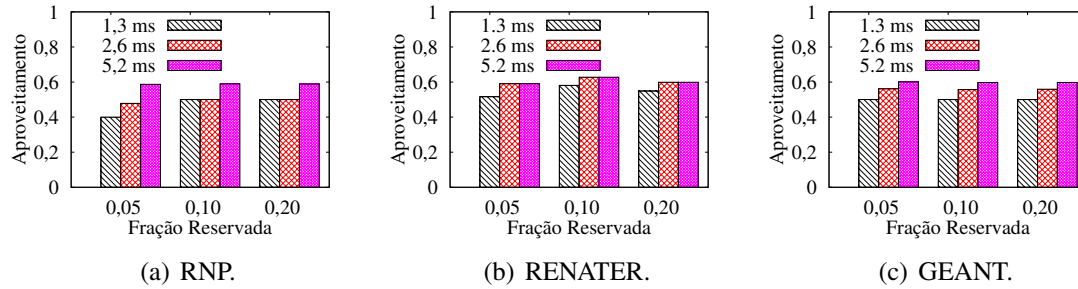 1
0,8
0,6
0,4
0,2
0
Aproveitamento
1,3 ms
2,6 ms
5,2 ms
0,05 0,10 0,20
Fração Reservada
(a) RNP.
1
0,8
0,6
0,4
0,2
0
Aproveitamento
1.3 ms
2.6 ms
5.2 ms
0,05 0,10 0,20
Fração Reservada
(b) RENATER.
1
0,8
0,6
0,4
0,2
0
Aproveitamento
1.3 ms
2.6 ms
5.2 ms
0,05 0,10 0,20
Fração Reservada
(c) GEANT.